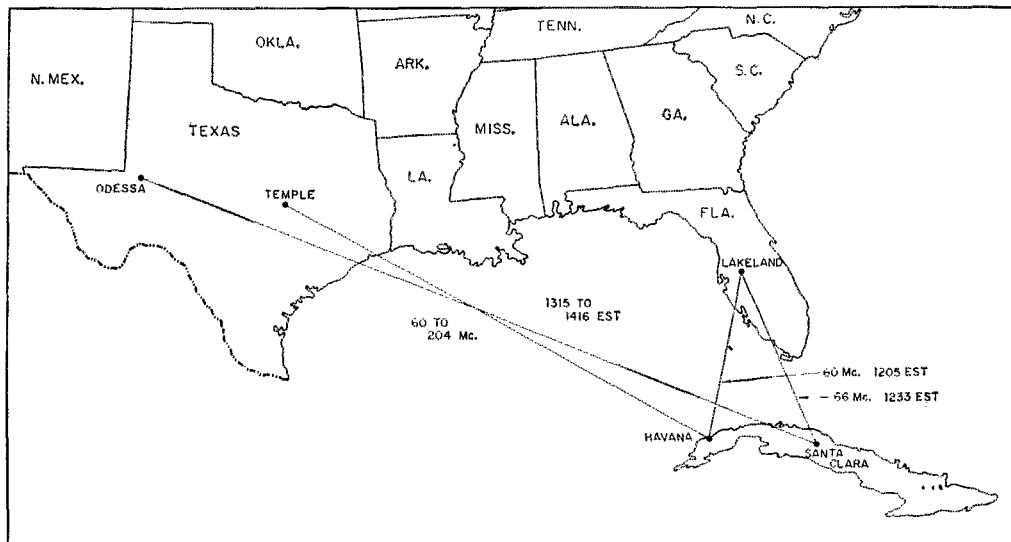 N.C.
TENN.
OKLA.
ARK.
N. MEX.
S.C.
TEXAS
MISS.
ALA.
GA.
LA.
ODESSA
TEMPLE
FLA.
LAKELAND
1315 TO
1416 EST
60 TO
204 Mc.
60 Mc. 1205 EST
66 Mc. 1233 EST
HAVANA
SANTA
CLARA